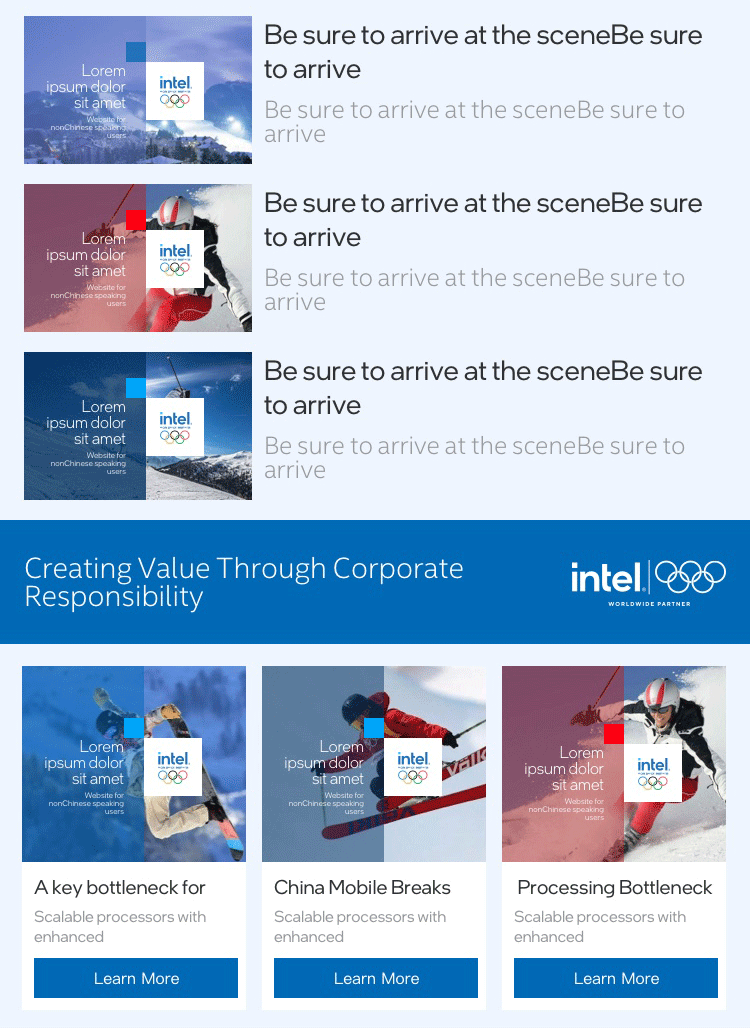 Be sure to arrive at the sceneBe sure
to arrive
Be sure to arrive at the sceneBe sure to
arrive
Lorem
ipsum dolor
sit amet
Website for
nonChinese speaking
users
intel.
Be sure to arrive at the sceneBe sure
to arrive
Be sure to arrive at the sceneBe sure to
arrive
Lorem
ipsum dolor
sit amet
Website for
nonChinese speaking
users
intel.
Be sure to arrive at the sceneBe sure
to arrive
Be sure to arrive at the sceneBe sure to
arrive
Lorem
ipsum dolor
sit amet
Website for
nonChinese speaking
users
intel.
Creating Value Through Corporate
Responsibility
intel.
WORLDWIDE PARTNER
Lorem
ipsum dolor
sit amet
Website for
nonChinese speaking
users
intel.
A key bottleneck for
Scalable processors with
enhanced
Learn More
Lorem
ipsum dolor
sit amet
Website for
nonChinese speaking
users
intel.
China Mobile Breaks
Scalable processors with
enhanced
Learn More
Lorem
ipsum dolor
sit amet
Website for
nonChinese speaking
users
intel.
Processing Bottleneck
Scalable processors with
enhanced
Learn More